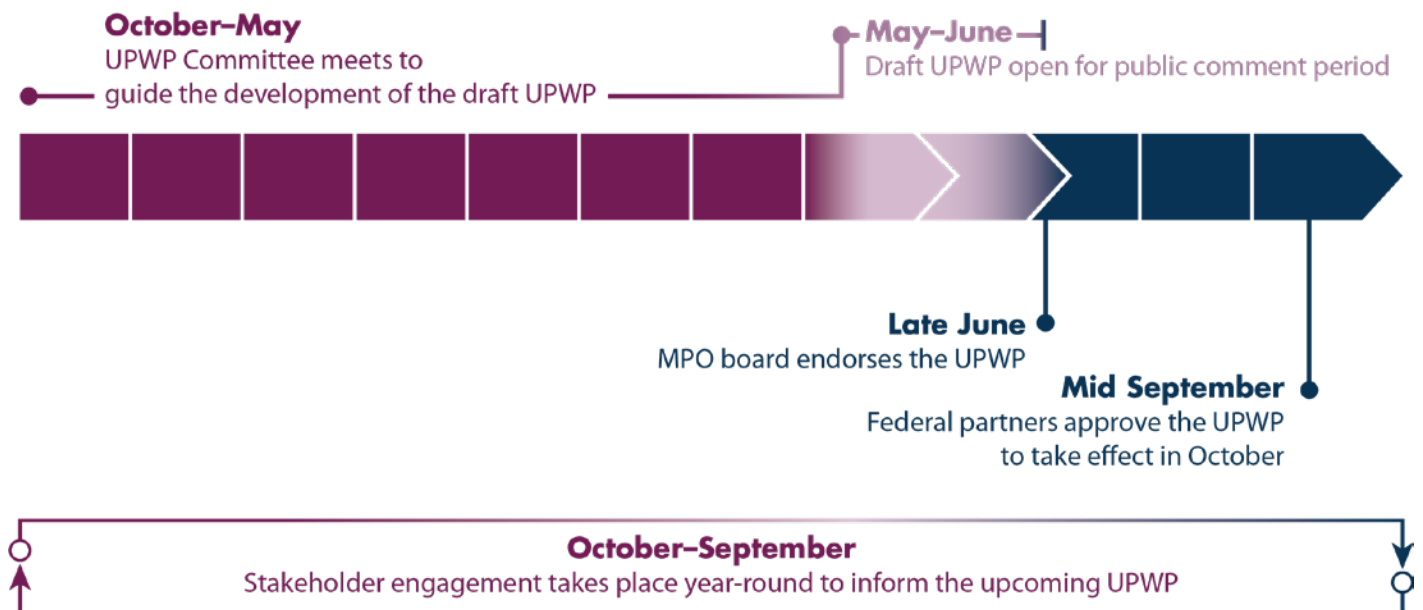 October–May
UPWP Committee meets to
guide the development of the draft UPWP
May–June
Draft UPWP open for public comment period
Late June
MPO board endorses the UPWP
Mid September
Federal partners approve the UPWP
to take effect in October
October–September
Stakeholder engagement takes place year-round to inform the upcoming UPWP